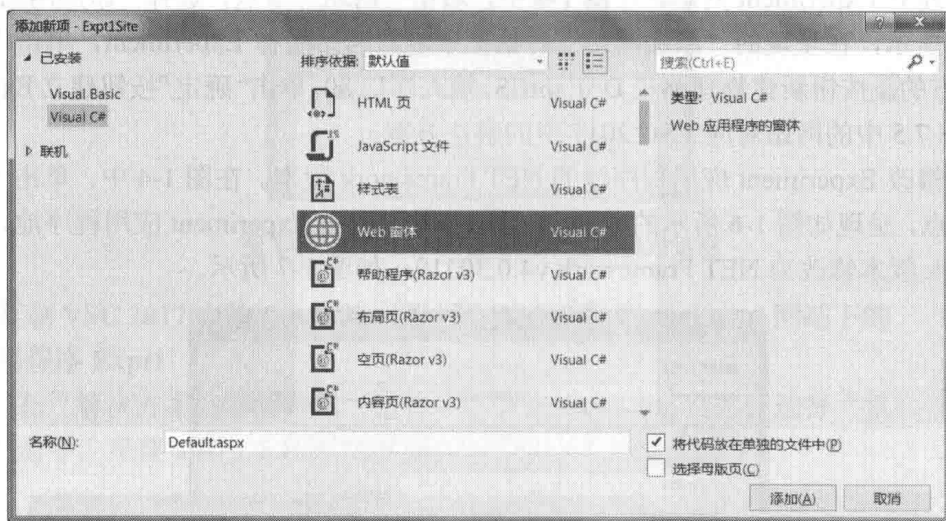 添加新项 - Expt1Site
已安装
Visual Basic
Visual C#
联机
排序依据: 默认值
搜索(Ctrl+E)
HTML 页 Visual C#
JavaScript 文件 Visual C#
样式表 Visual C#
Web 窗体 Visual C#
帮助程序(Razor v3) Visual C#
布局页(Razor v3) Visual C#
空页(Razor v3) Visual C#
内容页(Razor v3) Visual C#
类型: Visual C#
Web 应用程序的窗体
名称(N): Default.aspx
将代码放在单独的文件中(P)
选择母版页(C)
添加(A) 取消